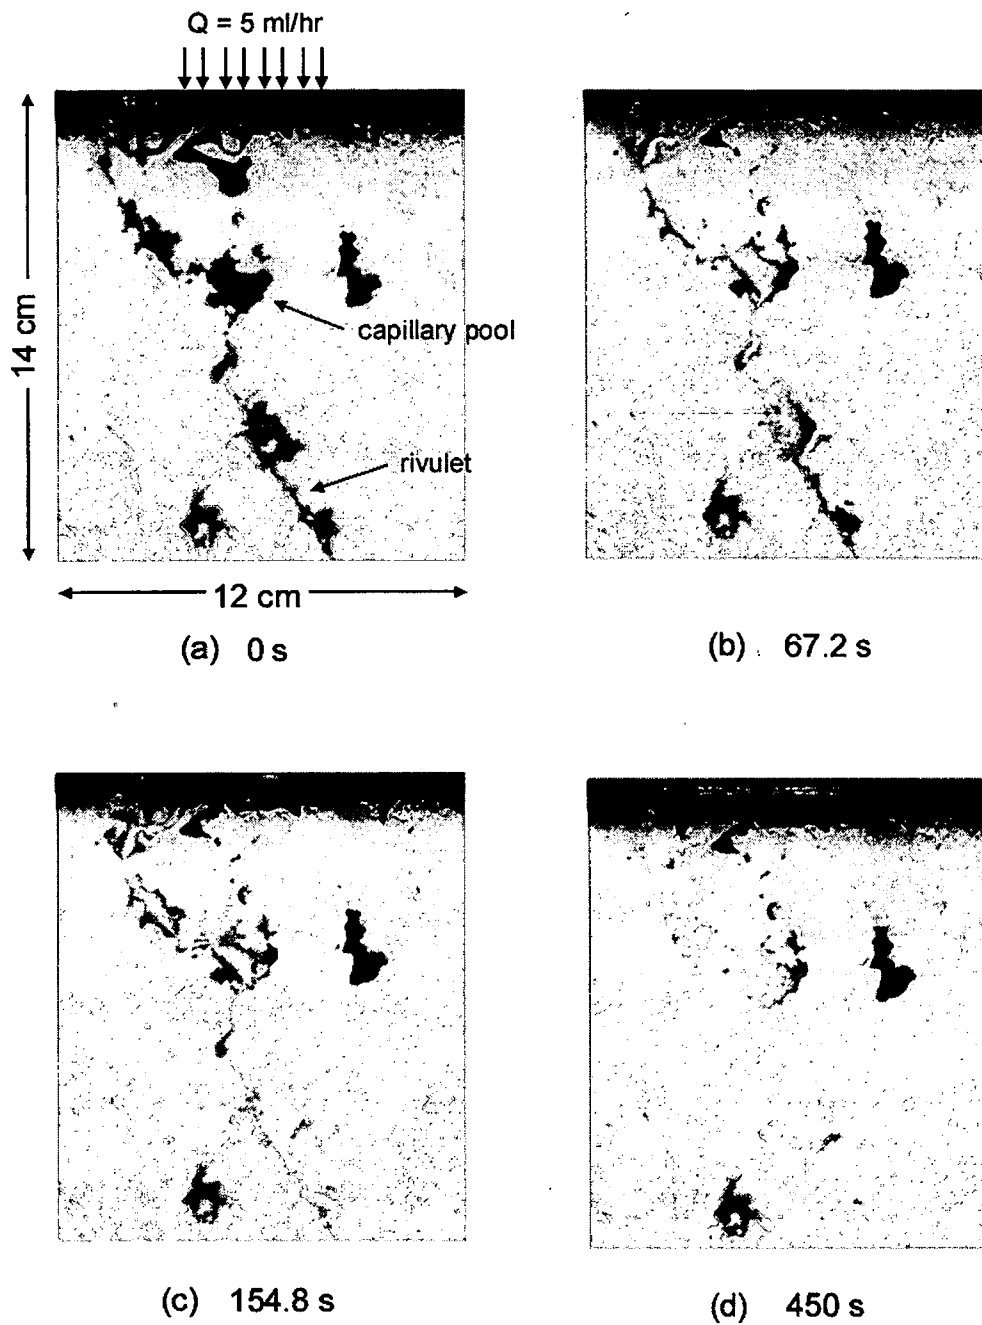 Q = 5 ml/hr
14 cm
capillary pool
rivulet
12 cm
(a) 0 s
(b) 67.2 s
(c) 154.8 s
(d) 450 s